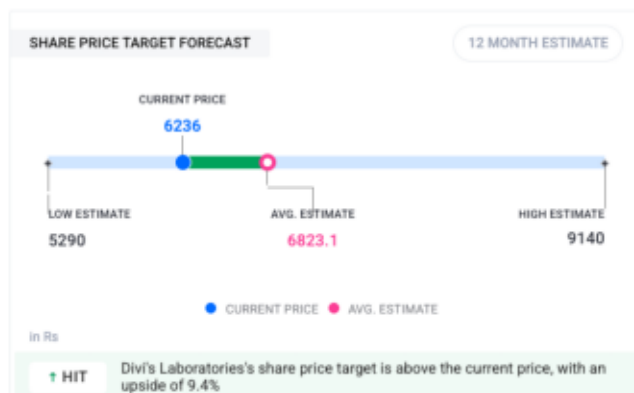 SHARE PRICE TARGET FORECAST
12 MONTH ESTIMATE
CURRENT PRICE
6236
LOW ESTIMATE
AVG. ESTIMATE
HIGH ESTIMATE
5290
6823.1
9140
CURRENT PRICE
AVG. ESTIMATE
in Rs
↑ HIT
Divi's Laboratories's share price target is above the current price, with an
upside of 9.4%